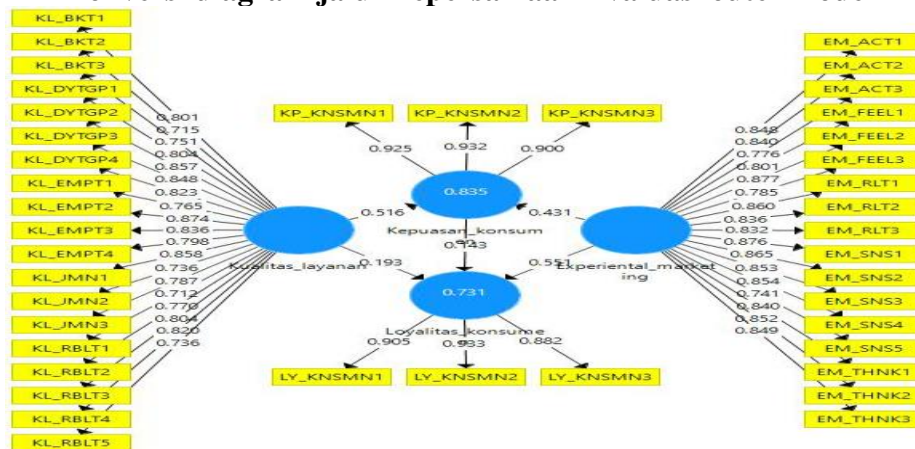 KL_BKT1
KL_BKT2
KL_BKT3
KL_DYTGP1
KL_DYTGP2
KL_DYTGP3
KL_DYTGP4
KL_EMPT1
KL_EMPT2
KL_EMPT3
KL_EMPT4
KL_JMN1
KL_JMN2
KL_JMN3
KL_RBLT1
KL_RBLT2
KL_RBLT3
KL_RBLT4
KL_RBLT5
0.801
0.715
0.751
0.804
0.857
0.848
0.823
0.765
0.874
0.836
0.798
0.858
0.736
0.787
0.712
0.770
0.804
0.820
0.736
Kualitas_layanan
KP_KNSMN1
KP_KNSMN2
KP_KNSMN3
0.925
0.932
0.900
0.835
0.516
0.431
Kepuasan_konsum
0.143
0.193
0.551
0.731
Loyalitas_konsume
0.905
0.933
0.882
LY_KNSMN1
LY_KNSMN2
LY_KNSMN3
Experiental_market
ing
0.848
0.840
0.776
0.801
0.877
0.785
0.860
0.836
0.832
0.876
0.865
0.853
0.854
0.741
0.840
0.852
0.849
EM_ACT1
EM_ACT2
EM_ACT3
EM_FEEL1
EM_FEEL2
EM_FEEL3
EM_RLT1
EM_RLT2
EM_RLT3
EM_SNS1
EM_SNS2
EM_SNS3
EM_SNS4
EM_SNS5
EM_THNK1
EM_THNK2
EM_THNK3